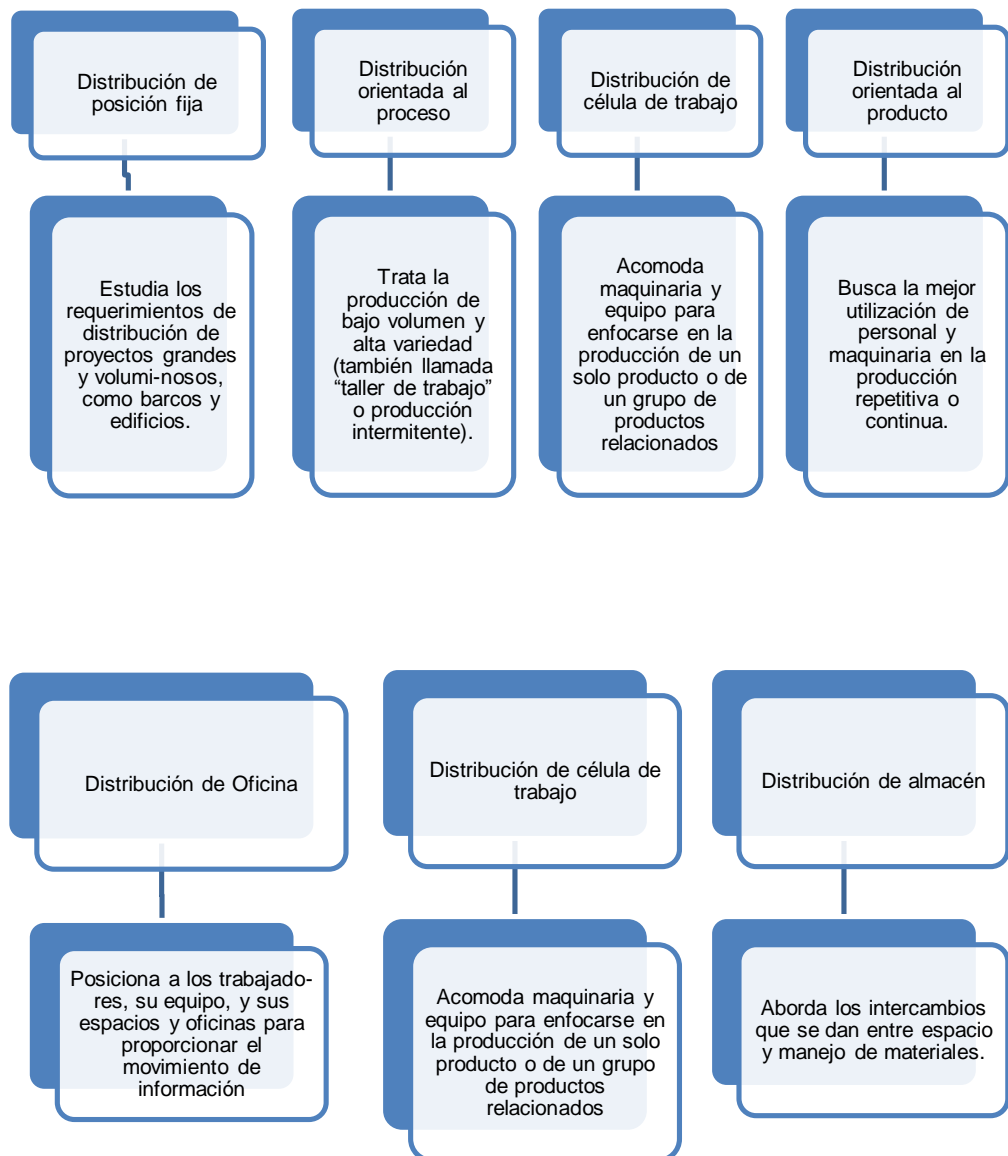 Distribución de
posición fija
Distribución
orientada al
proceso
Distribución de
célula de trabajo
Distribución
orientada al
producto
Estudia los
requerimientos de
distribución de
proyectos grandes
y volumi-nosos,
como barcos y
edificios.
Trata la
producción de
bajo volumen y
alta variedad
(también llamada
“taller de trabajo”
o producción
intermitente).
Acomoda
maquinaria y
equipo para
enfocarse en la
producción de un
solo producto o de
un grupo de
productos
relacionados
Busca la mejor
utilización de
personal y
maquinaria en la
producción
repetitiva o
continua.
Distribución de Oficina
Distribución de célula de
trabajo
Distribución de almacén
Posiciona a los trabajado-
res, su equipo, y sus
espacios y oficinas para
proporcionar el
movimiento de
información
Acomoda maquinaria y
equipo para enfocarse en
la producción de un solo
producto o de un grupo
de productos
relacionados
Aborda los intercambios
que se dan entre espacio
y manejo de materiales.